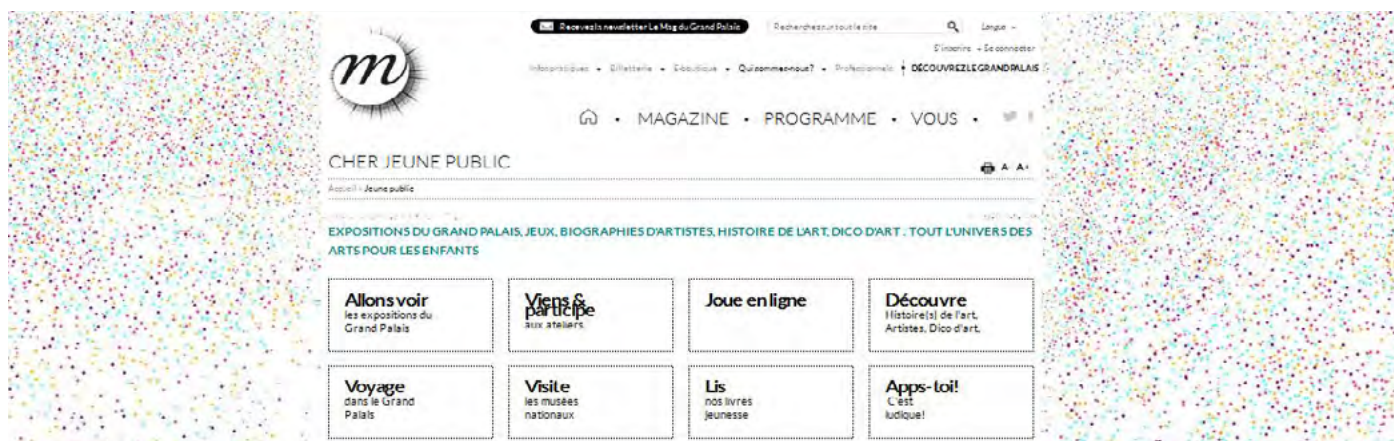 m
Recevez la newsletter Le Mag du Grand Palais
Rechercher sur tout le site
Langue
S'inscrire Se connecter
Infos pratiques • Billetterie • E-boutique • Qui sommes-nous? • Professionnels DÉCOUVREZ LE GRAND PALAIS
MAGAZINE • PROGRAMME • VOUS •
CHER JEUNE PUBLIC
A- A+
Accueil › Jeune public
EXPOSITIONS DU GRAND PALAIS, JEUX, BIOGRAPHIES D'ARTISTES, HISTOIRE DE L'ART, DICO D'ART . TOUT L'UNIVERS DES
ARTS POUR LES ENFANTS
Allons voir
les expositions du
Grand Palais
Viens &
participe
aux ateliers
Joue en ligne
Découvre
Histoire(s) de l'art,
Artistes, Dico d'art,
Voyage
dans le Grand
Palais
Visite
les musées
nationaux
Lis
nos livres
jeunesse
Apps-toi!
C'est
ludique!